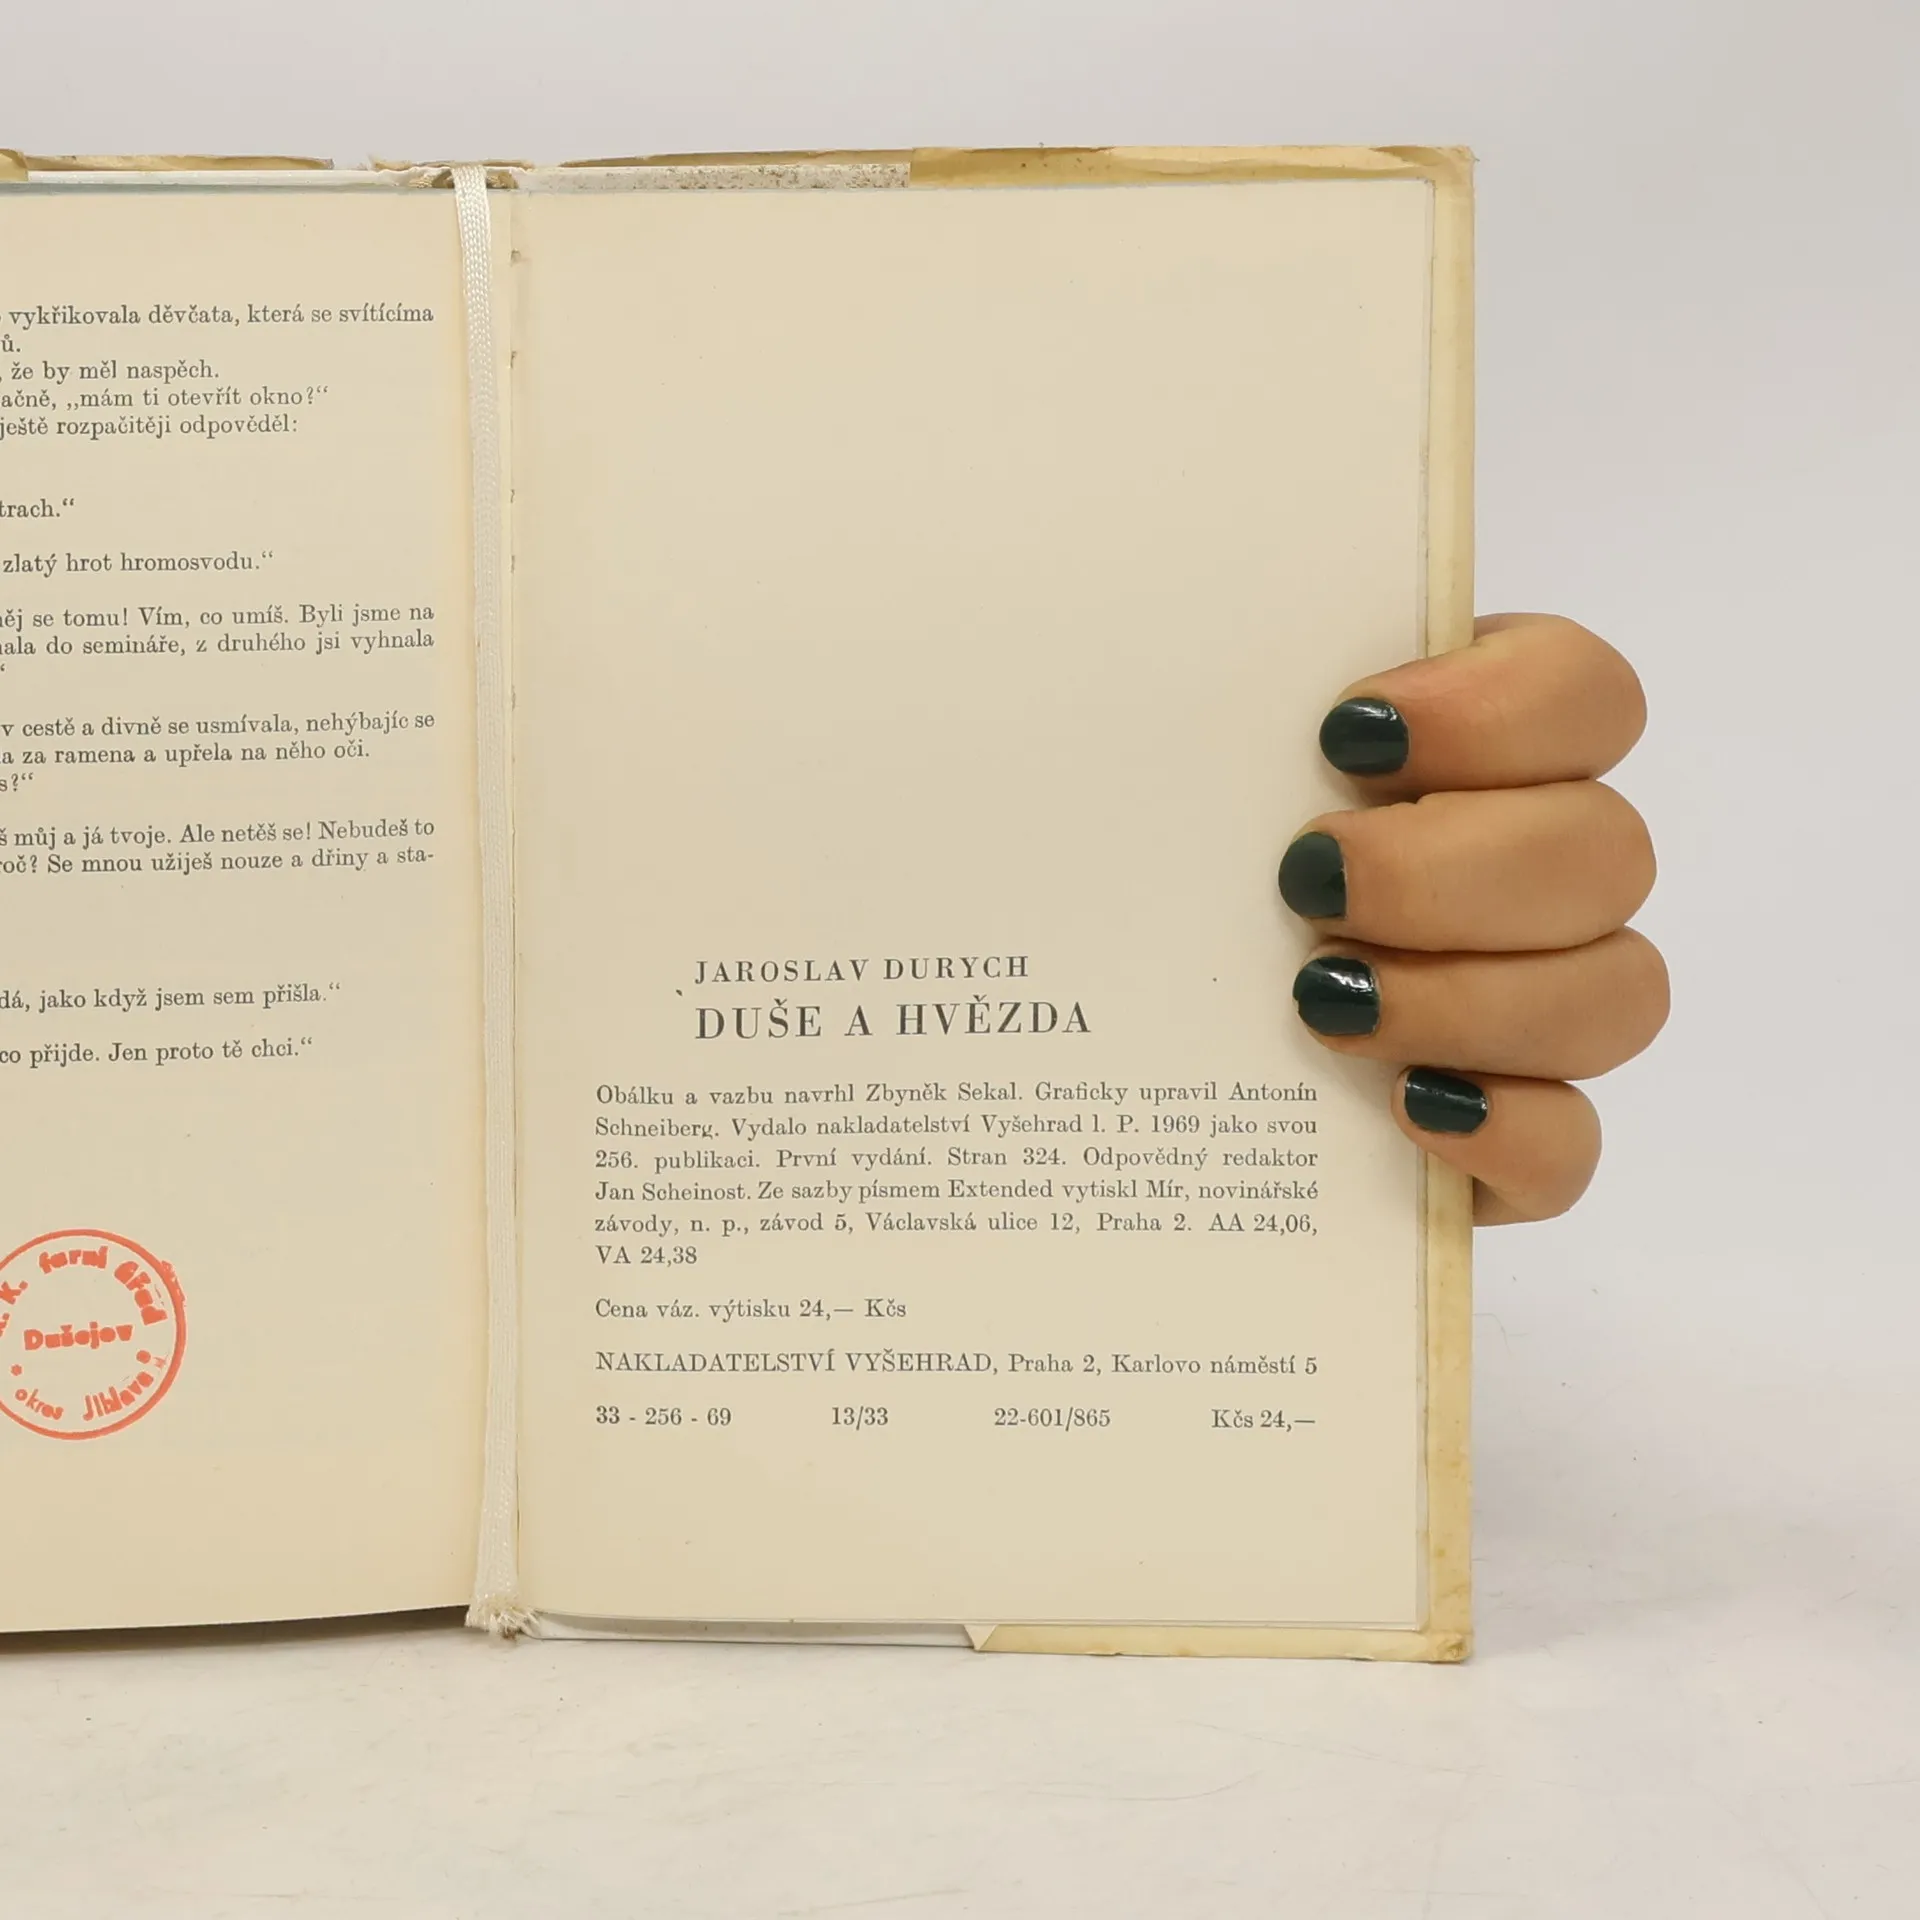 vykřikovala děvčata, která se svítícíma
ů.
, že by měl naspěch.
ačně, „mám ti otevřít okno?“
ještě rozpačitěji odpověděl:
trach.“
zlatý hrot hromosvodu.“
něj se tomu! Vím, co umíš. Byli jsme na
nala do semináře, z druhého jsi vyhnala
“
v cestě a divně se usmívala, nehýbajíc se
a za ramena a upřela na něho oči.
s?“
š můj a já tvoje. Ale netěš se! Nebudeš to
roč? Se mnou užiješ nouze a dřiny a sta-
dá, jako když jsem sem přišla.“
co přijde. Jen proto tě chci.“
K. farní úřad
Dušejov
okres Jihlava
JAROSLAV DURYCH
DUŠE A HVĚZDA
Obálku a vazbu navrhl Zbyněk Sekal. Graficky upravil Antonín
Schneiberg. Vydalo nakladatelství Vyšehrad l. P. 1969 jako svou
256. publikaci. První vydání. Stran 324. Odpovědný redaktor
Jan Scheinost. Ze sazby písmem Extended vytiskl Mír, novinářské
závody, n. p., závod 5, Václavská ulice 12, Praha 2. AA 24,06,
VA 24,38
Cena váz. výtisku 24,— Kčs
NAKLADATELSTVÍ VYŠEHRAD, Praha 2, Karlovo náměstí 5
33 - 256 - 69 13/33 22-601/865 Kčs 24,—